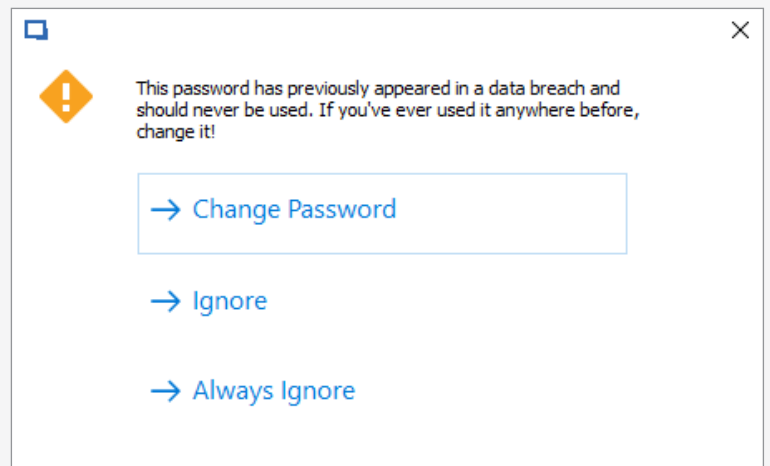 This password has previously appeared in a data breach and
should never be used. If you've ever used it anywhere before,
change it!
Change Password
Ignore
Always Ignore